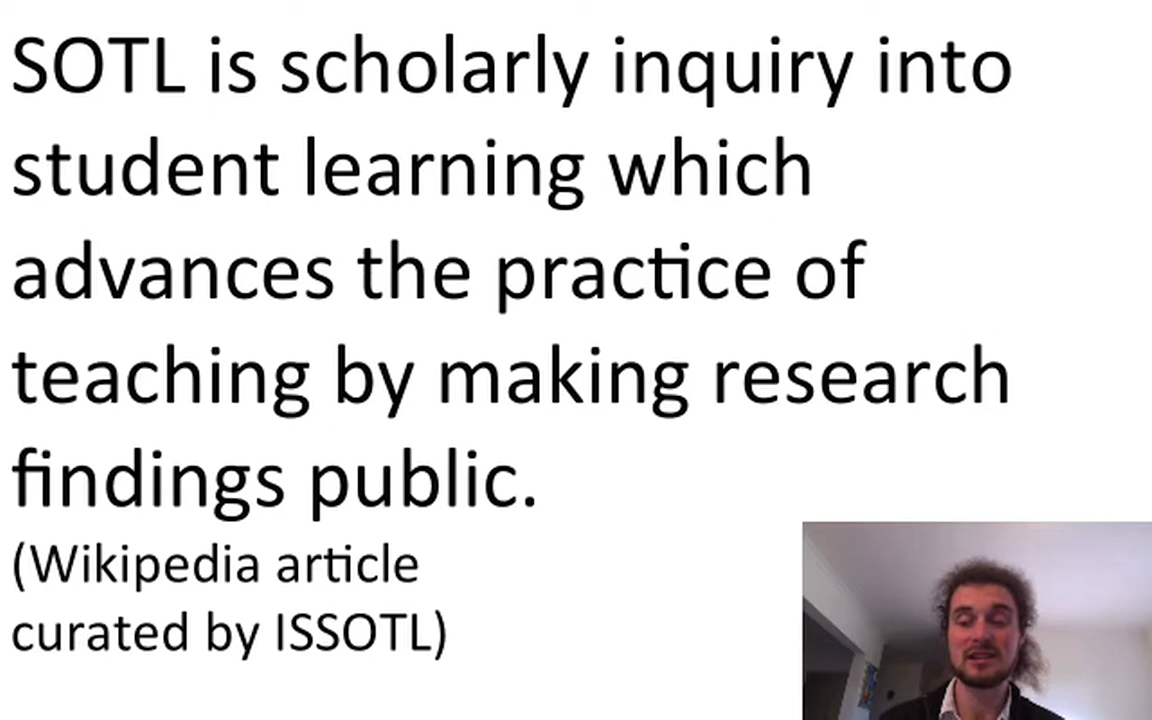 SOTL is scholarly inquiry into
student learning which
advances the practice of
teaching by making research
findings public.
(Wikipedia article
curated by ISSOTL)